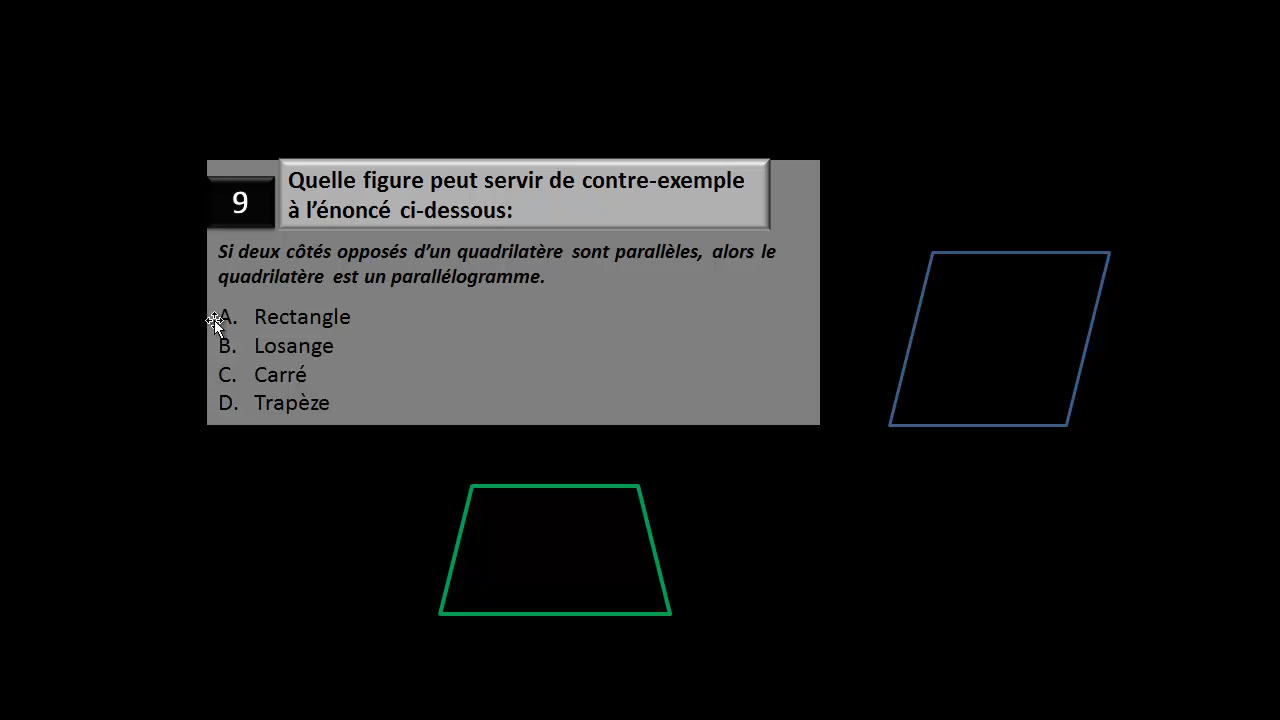 9
Quelle figure peut servir de contre-exemple
à l’énoncé ci-dessous:
Si deux côtés opposés d’un quadrilatère sont parallèles, alors le
quadrilatère est un parallélogramme.
A. Rectangle
B. Losange
C. Carré
D. Trapèze